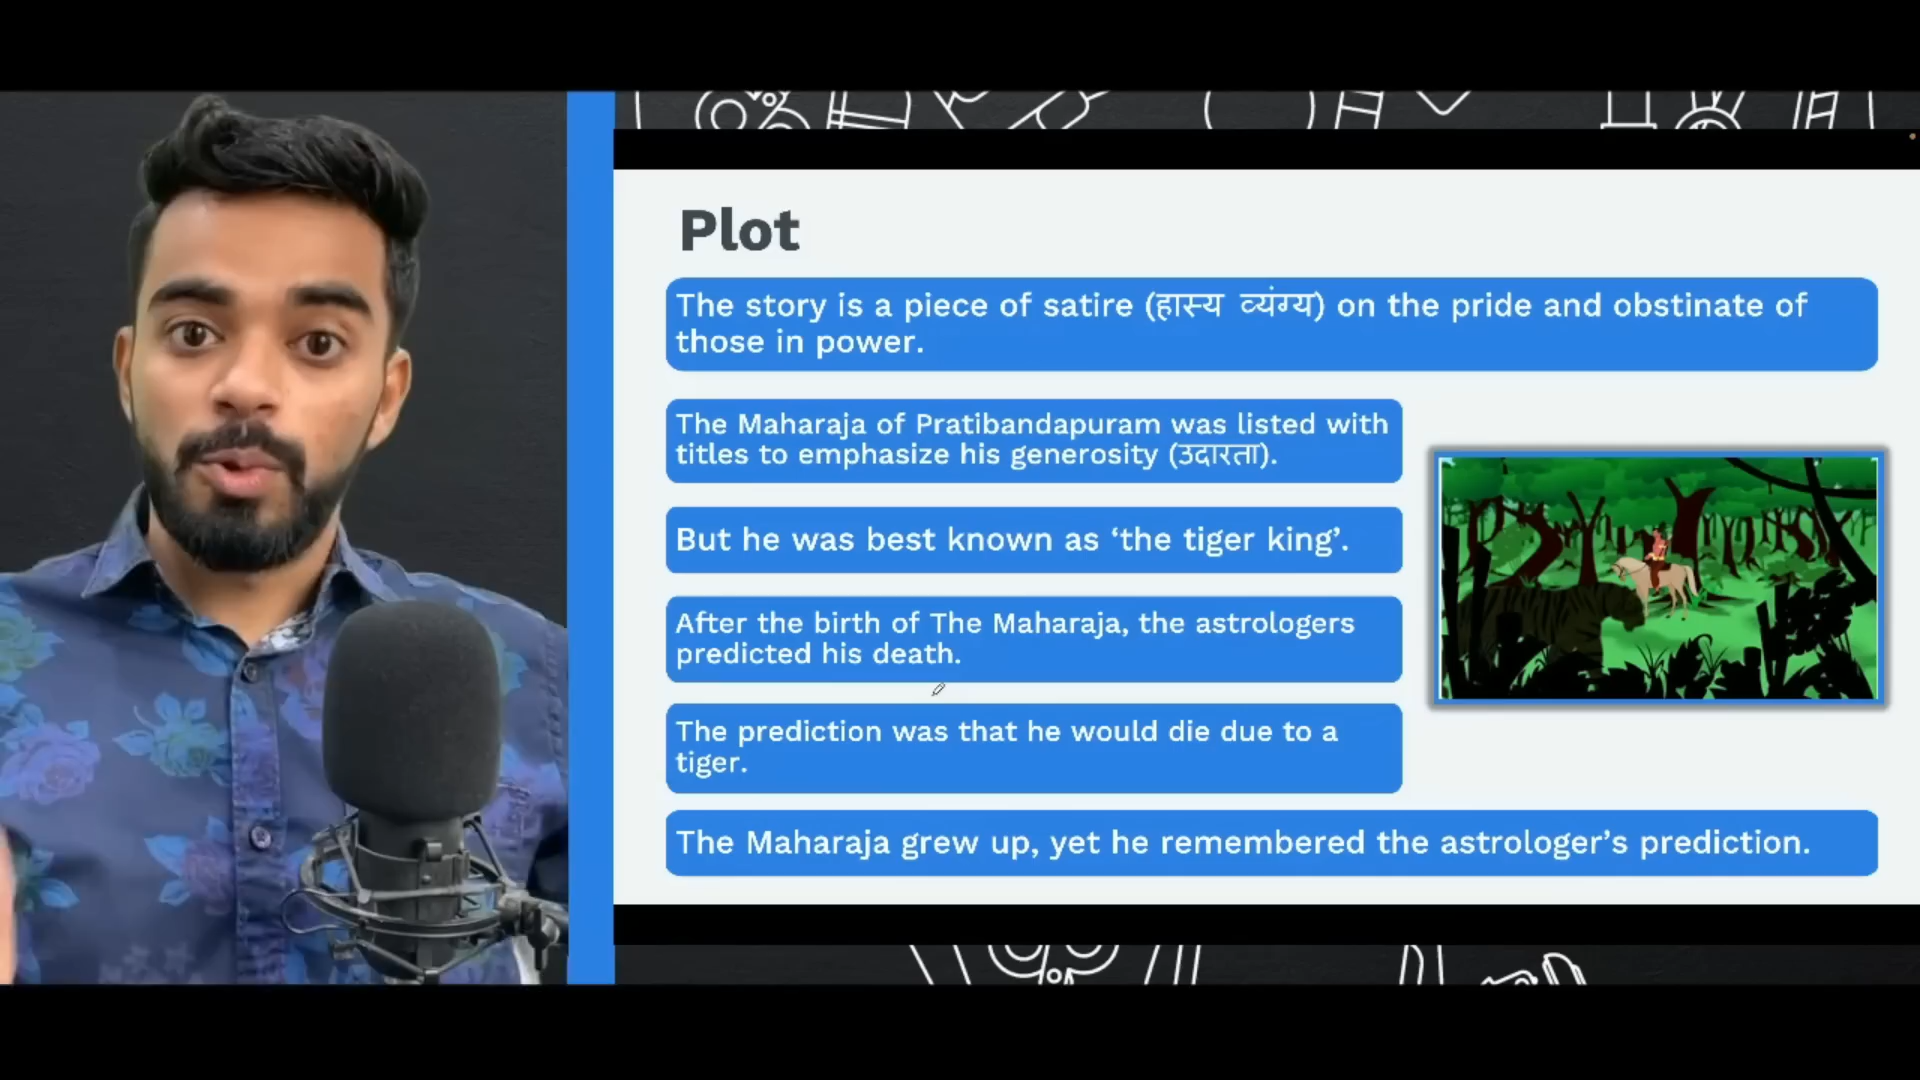 Plot
The story is a piece of satire (हास्य व्यंग्य) on the pride and obstinate of
those in power.
The Maharaja of Pratibandapuram was listed with
titles to emphasize his generosity (उदारता).
But he was best known as ‘the tiger king’.
After the birth of The Maharaja, the astrologers
predicted his death.
The prediction was that he would die due to a
tiger.
The Maharaja grew up, yet he remembered the astrologer’s prediction.